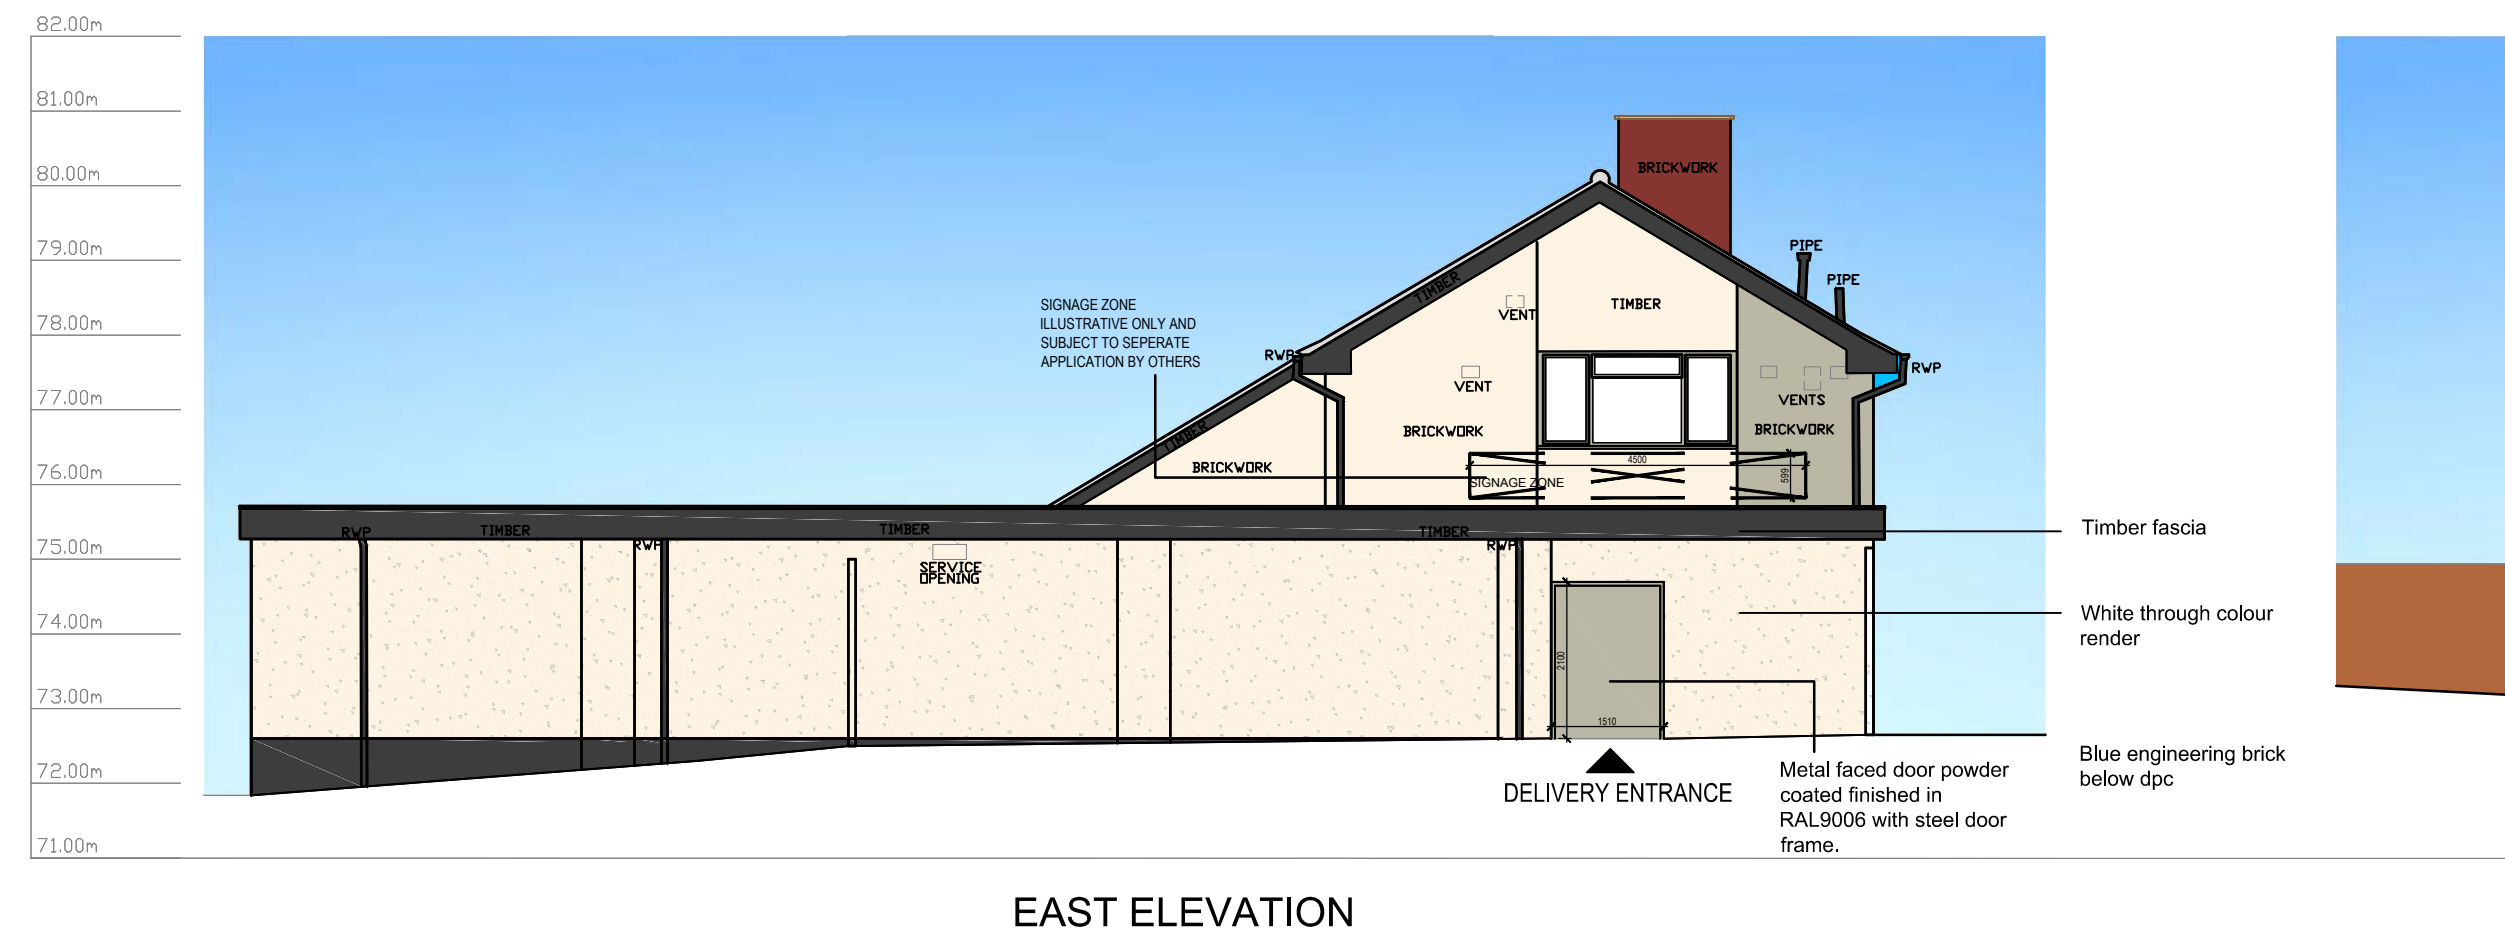 82.00m
81.00m
80.00m
79.00m
78.00m
77.00m
76.00m
75.00m
74.00m
73.00m
72.00m
71.00m
BRICKWORK
PIPE
PIPE
TIMBER
TIMBER
VENT
SIGNAGE ZONE
ILLUSTRATIVE ONLY AND
SUBJECT TO SEPERATE
APPLICATION BY OTHERS
RWP
RWP
VENT
VENTS
BRICKWORK
BRICKWORK
TIMBER
BRICKWORK
4500
599
SIGNAGE ZONE
RWP
TIMBER
TIMBER
TIMBER
RWP
RWP
SERVICE
OPENING
2100
1510
Timber fascia
White through colour
render
Blue engineering brick
below dpc
DELIVERY ENTRANCE
Metal faced door powder
coated finished in
RAL9006 with steel door
frame.
EAST ELEVATION